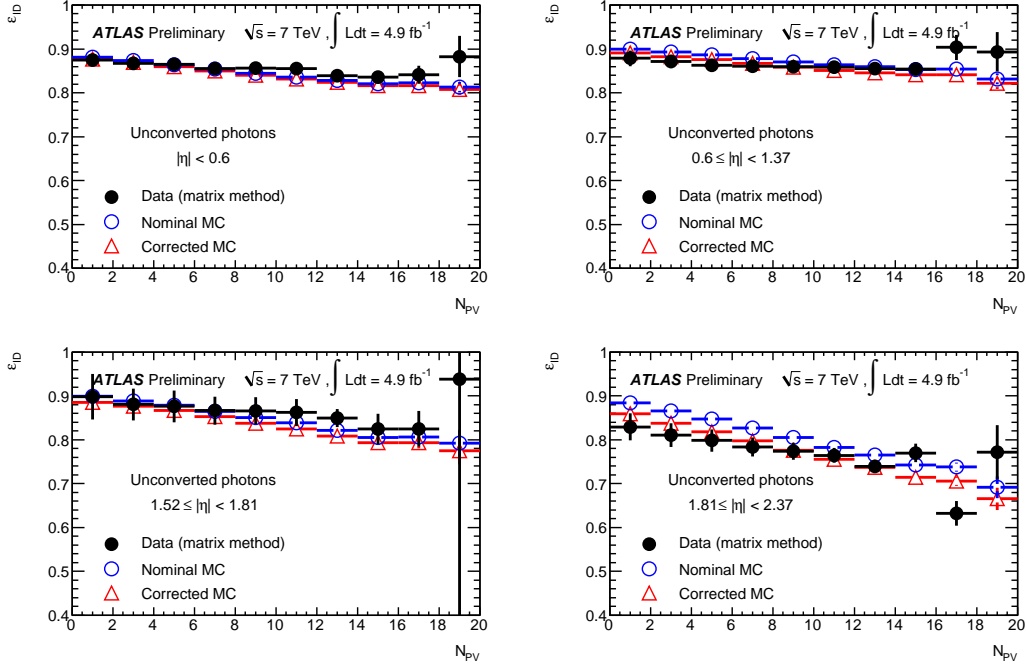 ε_ID
1
0.9
0.8
0.7
0.6
0.5
0.4
ATLAS Preliminary √s = 7 TeV , ∫ Ldt = 4.9 fb⁻¹
Unconverted photons
|η| < 0.6
Data (matrix method)
Nominal MC
Corrected MC
0 2 4 6 8 10 12 14 16 18 20
N_PV
ε_ID
1
0.9
0.8
0.7
0.6
0.5
0.4
ATLAS Preliminary √s = 7 TeV , ∫ Ldt = 4.9 fb⁻¹
Unconverted photons
0.6 ≤ |η| < 1.37
Data (matrix method)
Nominal MC
Corrected MC
0 2 4 6 8 10 12 14 16 18 20
N_PV
ε_ID
1
0.9
0.8
0.7
0.6
0.5
0.4
ATLAS Preliminary √s = 7 TeV , ∫ Ldt = 4.9 fb⁻¹
Unconverted photons
1.52 ≤ |η| < 1.81
Data (matrix method)
Nominal MC
Corrected MC
0 2 4 6 8 10 12 14 16 18 20
N_PV
ε_ID
1
0.9
0.8
0.7
0.6
0.5
0.4
ATLAS Preliminary √s = 7 TeV , ∫ Ldt = 4.9 fb⁻¹
Unconverted photons
1.81 ≤ |η| < 2.37
Data (matrix method)
Nominal MC
Corrected MC
0 2 4 6 8 10 12 14 16 18 20
N_PV